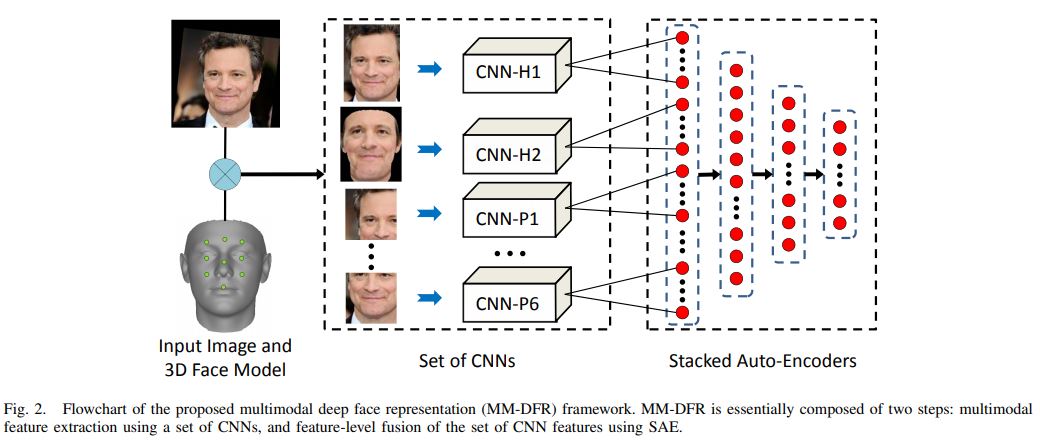 CNN-H1
CNN-H2
CNN-P1
CNN-P6
Input Image and
3D Face Model
Set of CNNs
Stacked Auto-Encoders
Fig. 2. Flowchart of the proposed multimodal deep face representation (MM-DFR) framework. MM-DFR is essentially composed of two steps: multimodal
feature extraction using a set of CNNs, and feature-level fusion of the set of CNN features using SAE.